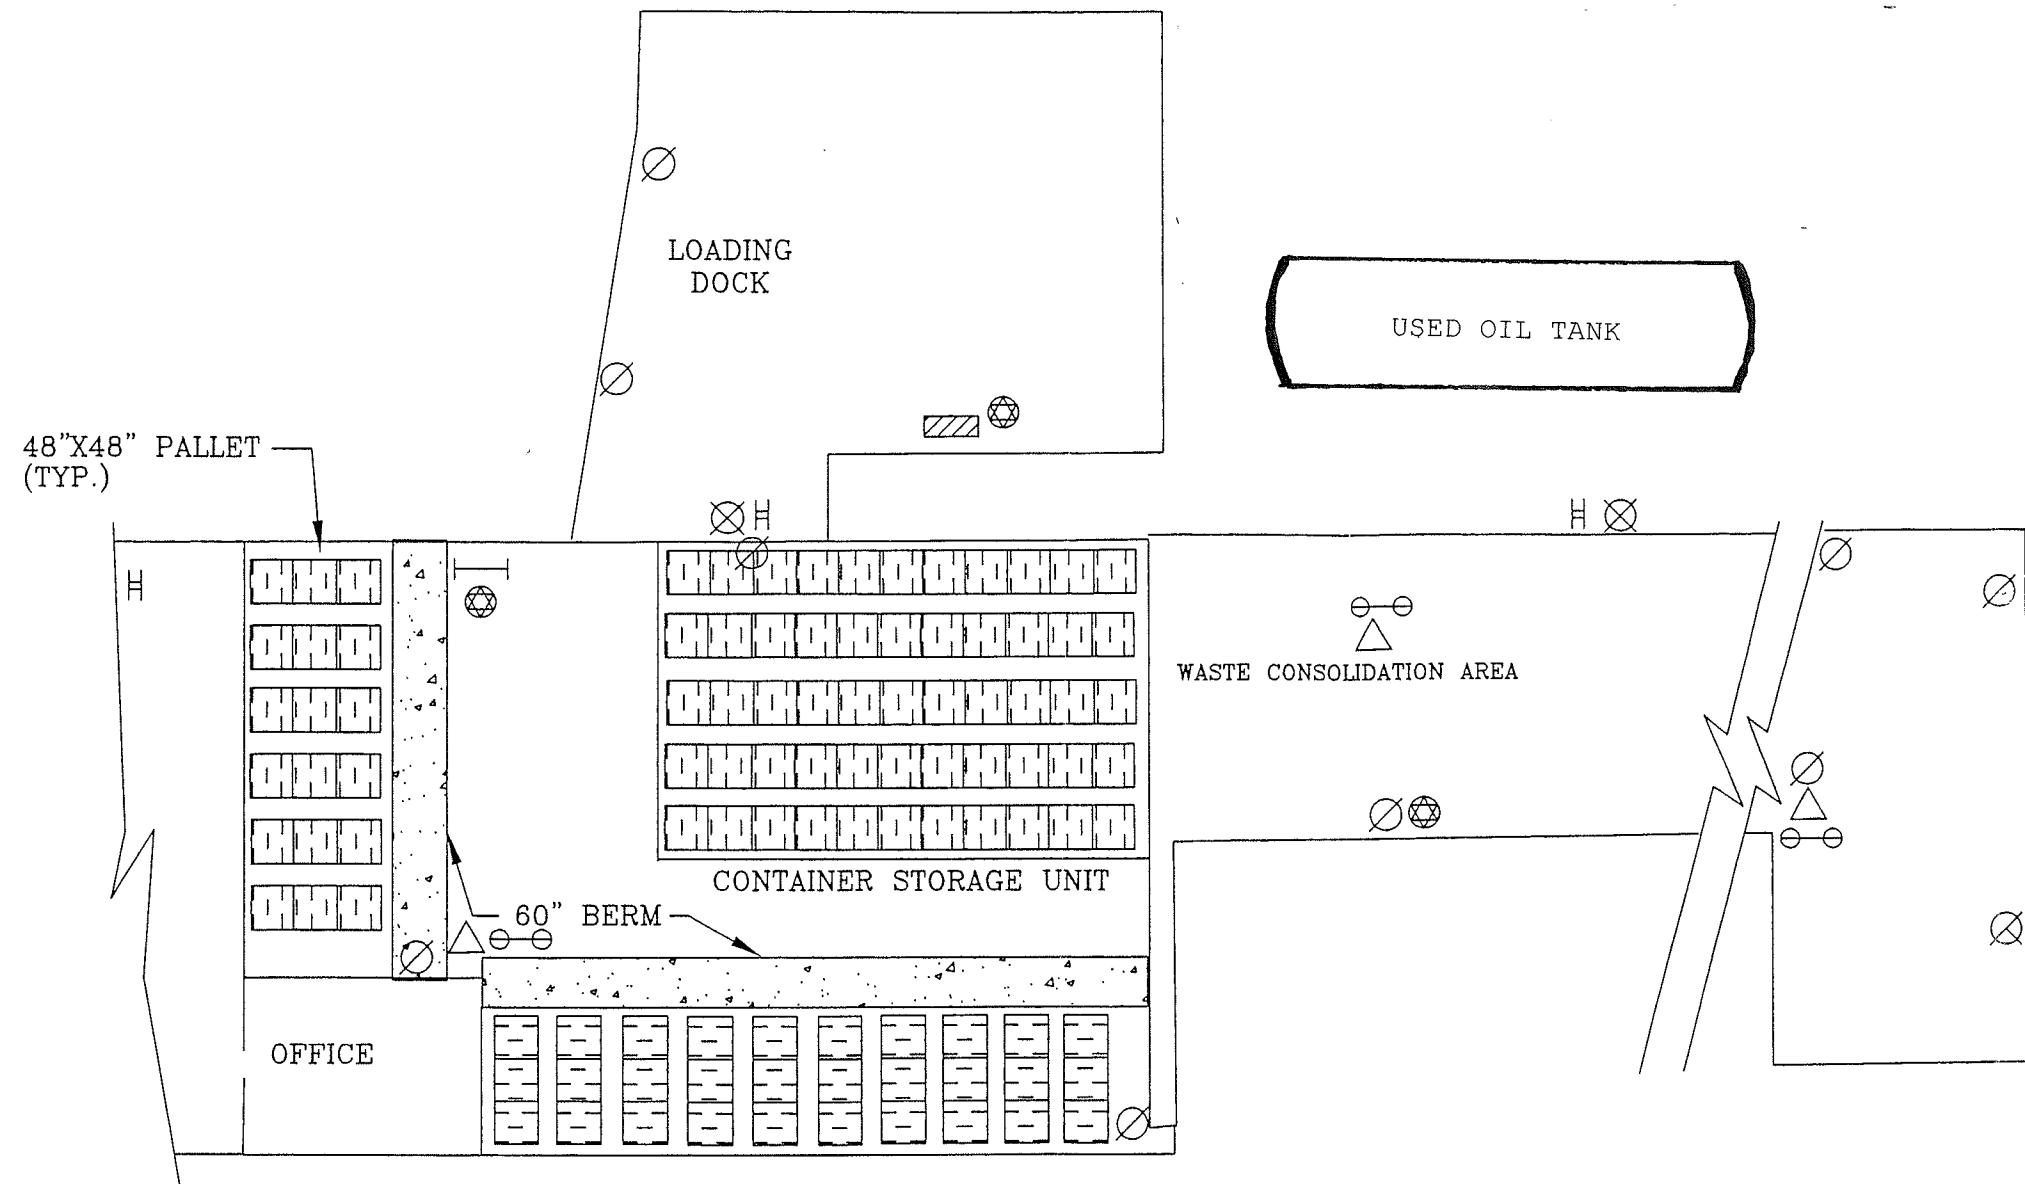 LOADING
DOCK
USED OIL TANK
48"X48" PALLET
(TYP.)
H
H
H
WASTE CONSOLIDATION AREA
CONTAINER STORAGE UNIT
60" BERM
OFFICE